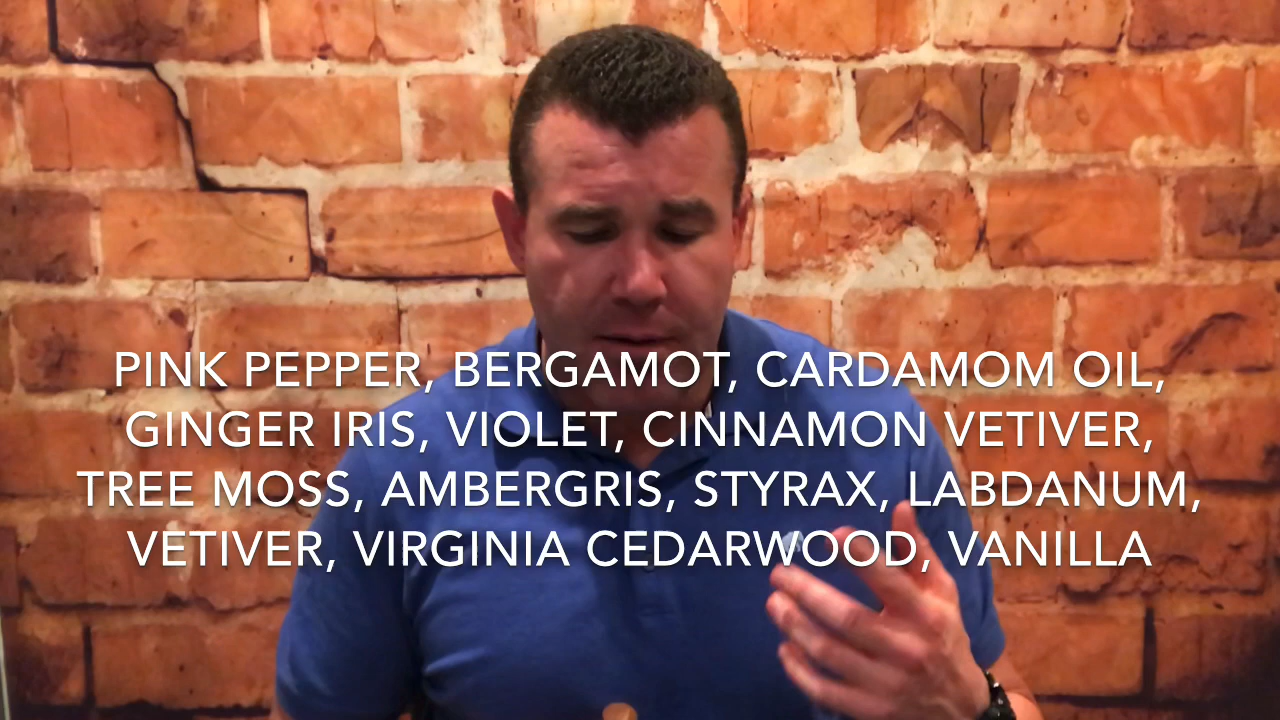 PINK PEPPER, BERGAMOT, CARDAMOM OIL,
GINGER IRIS, VIOLET, CINNAMON VETIVER,
TREE MOSS, AMBERGRIS, STYRAX, LABDANUM,
VETIVER, VIRGINIA CEDARWOOD, VANILLA